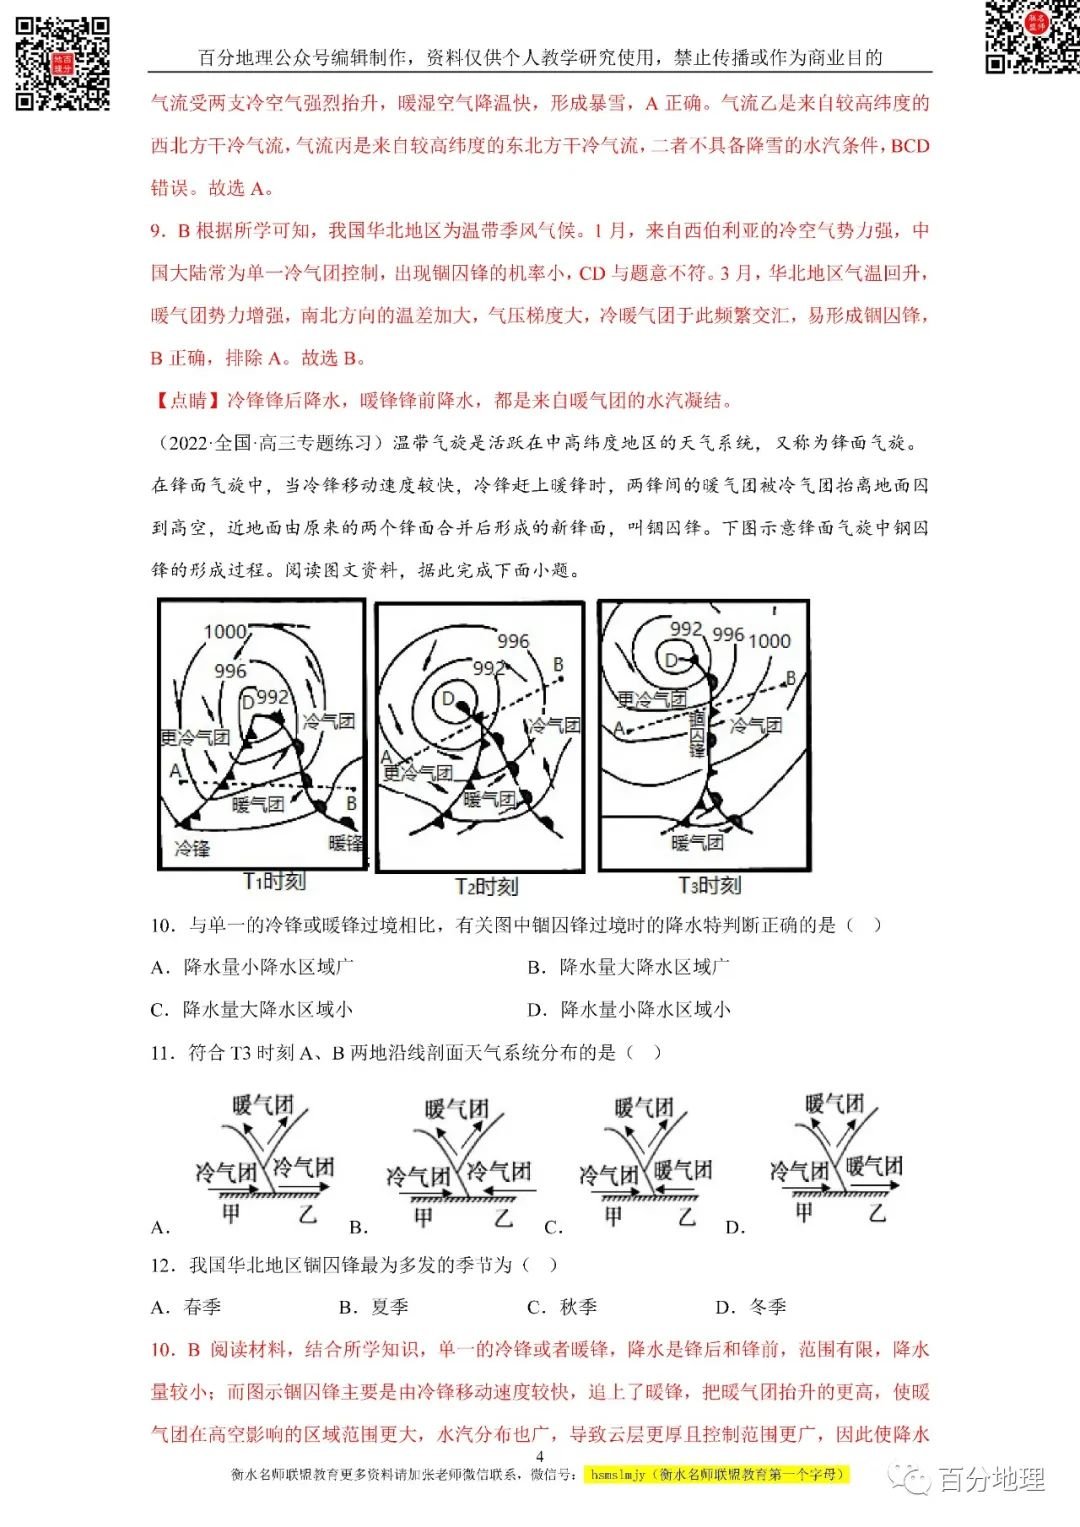 百分地理公众号编辑制作，资料仅供个人教学研究使用，禁止传播或作为商业目的
气流受两支冷空气强烈抬升，暖湿空气降温快，形成暴雪，A 正确。气流乙是来自较高纬度的
西北方干冷气流，气流丙是来自较高纬度的东北方干冷气流，二者不具备降雪的水汽条件，BCD
错误。故选 A。
9．B 根据所学可知，我国华北地区为温带季风气候。1 月，来自西伯利亚的冷空气势力强，中
国大陆常为单一冷气团控制，出现锢囚锋的机率小，CD 与题意不符。3 月，华北地区气温回升，
暖气团势力增强，南北方向的温差加大，气压梯度大，冷暖气团于此频繁交汇，易形成锢囚锋，
B 正确，排除 A。故选 B。
【点睛】冷锋锋后降水，暖锋锋前降水，都是来自暖气团的水汽凝结。
（2022·全国·高三专题练习）温带气旋是活跃在中高纬度地区的天气系统，又称为锋面气旋。
在锋面气旋中，当冷锋移动速度较快，冷锋赶上暖锋时，两锋间的暖气团被冷气团抬离地面囚
到高空，近地面由原来的两个锋面合并后形成的新锋面，叫锢囚锋。下图示意锋面气旋中钢囚
锋的形成过程。阅读图文资料，据此完成下面小题。
1000
996
D 992
冷气团
更冷气团
A
暖气团
B
冷锋
暖锋
T1时刻
996
992
B
D
冷气团
A
更冷气团
暖气团
T2时刻
992 996 1000
D
B
更冷气团
A
锢囚锋
冷气团
暖气团
T3时刻
10．与单一的冷锋或暖锋过境相比，有关图中锢囚锋过境时的降水特判断正确的是（ ）
A．降水量小降水区域广
B．降水量大降水区域广
C．降水量大降水区域小
D．降水量小降水区域小
11．符合 T3 时刻 A、B 两地沿线剖面天气系统分布的是（ ）
暖气团
冷气团 冷气团
甲 乙
A．
暖气团
冷气团 冷气团
甲 乙
B．
暖气团
冷气团 暖气团
甲 乙
C．
暖气团
冷气团 暖气团
甲 乙
D．
12．我国华北地区锢囚锋最为多发的季节为（ ）
A．春季 B．夏季 C．秋季 D．冬季
10．B 阅读材料，结合所学知识，单一的冷锋或者暖锋，降水是锋后和锋前，范围有限，降水
量较小；而图示锢囚锋主要是由冷锋移动速度较快，追上了暖锋，把暖气团抬升的更高，使暖
气团在高空影响的区域范围更大，水汽分布也广，导致云层更厚且控制范围更广，因此使降水
4
衡水名师联盟教育更多资料请加张老师微信联系，微信号： hsmslmjy（衡水名师联盟教育第一个字母）
百分地理